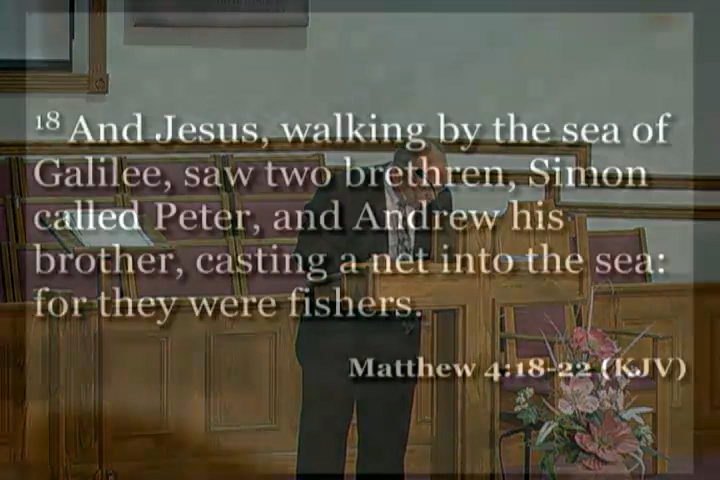 18 And Jesus, walking by the sea of
Galilee, saw two brethren, Simon
called Peter, and Andrew his
brother, casting a net into the sea:
for they were fishers.
Matthew 4:18-22 (KJV)